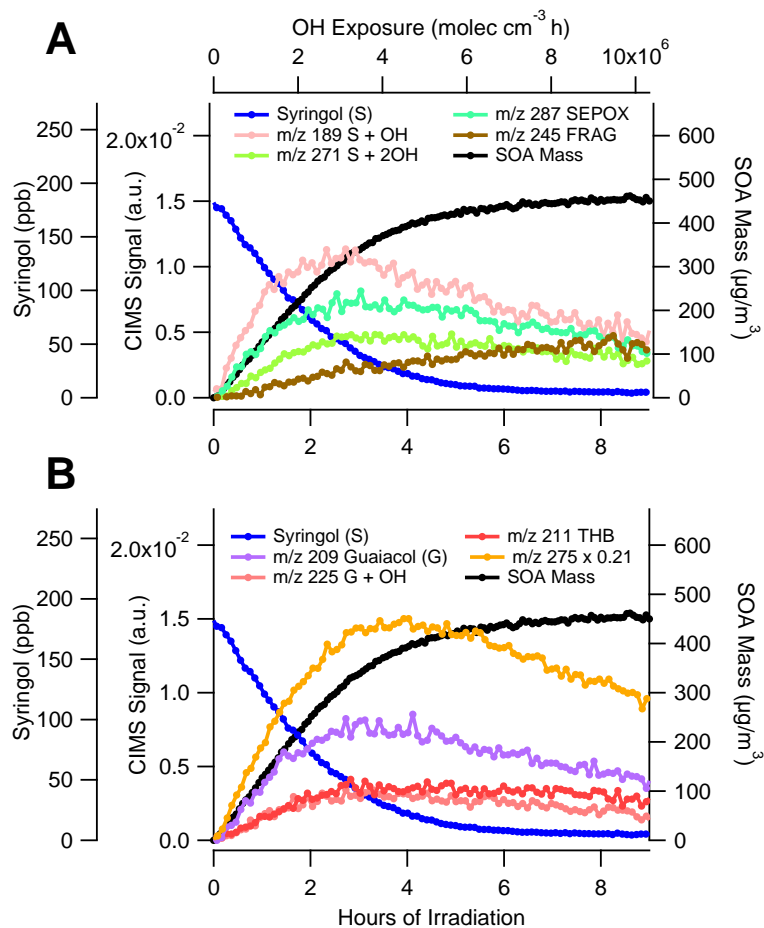 A
OH Exposure (molec cm⁻³ h)
0 2 4 6 8 10x10⁶
Syringol (S)
m/z 189 S + OH
m/z 271 S + 2OH
m/z 287 SEPOX
m/z 245 FRAG
SOA Mass
Syringol (ppb)
250
200
150
100
50
0
CIMS Signal (a.u.)
2.0x10⁻²
1.5
1.0
0.5
0.0
SOA Mass (µg/m³)
600
500
400
300
200
100
0
0 2 4 6 8
B
Syringol (S)
m/z 209 Guaiacol (G)
m/z 225 G + OH
m/z 211 THB
m/z 275 x 0.21
SOA Mass
Syringol (ppb)
250
200
150
100
50
0
CIMS Signal (a.u.)
2.0x10⁻²
1.5
1.0
0.5
0.0
SOA Mass (µg/m³)
600
500
400
300
200
100
0
0 2 4 6 8
Hours of Irradiation